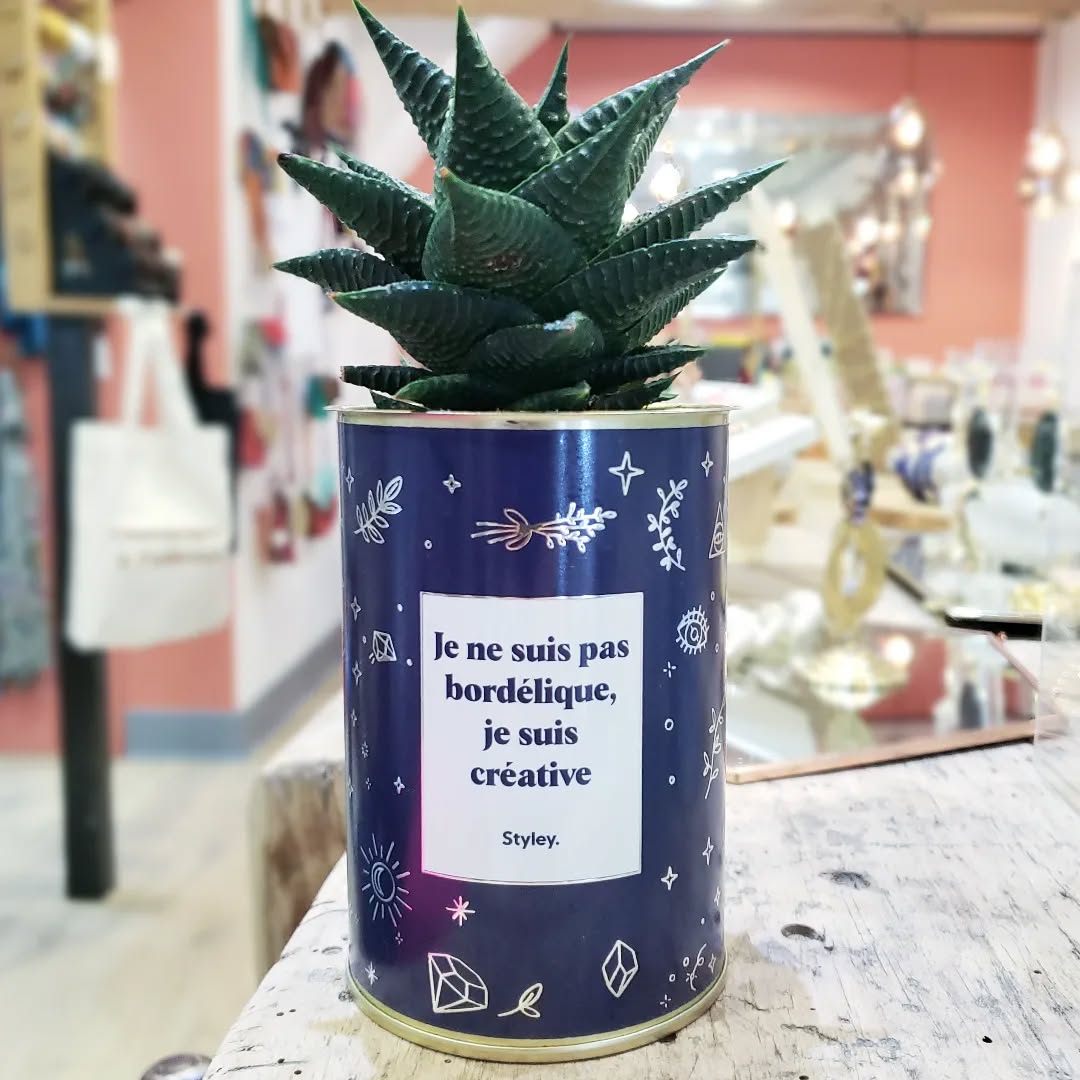 Je ne suis pas
bordélique,
je suis
créative
Styley.